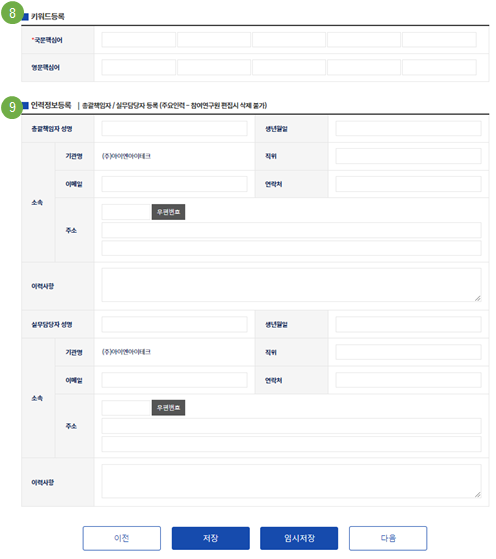 8 키워드등록
*국문핵심어
영문핵심어
9 인력정보등록 | 총괄책임자 / 실무담당자 등록 (주요인력 - 참여연구원 편집시 삭제 불가)
총괄책임자 성명 생년월일
소속 기관명 (주)아이엔아이테크 직위
이메일 연락처
주소 우편번호
이력사항
실무담당자 성명 생년월일
소속 기관명 (주)아이엔아이테크 직위
이메일 연락처
주소 우편번호
이력사항
이전 저장 임시저장 다음